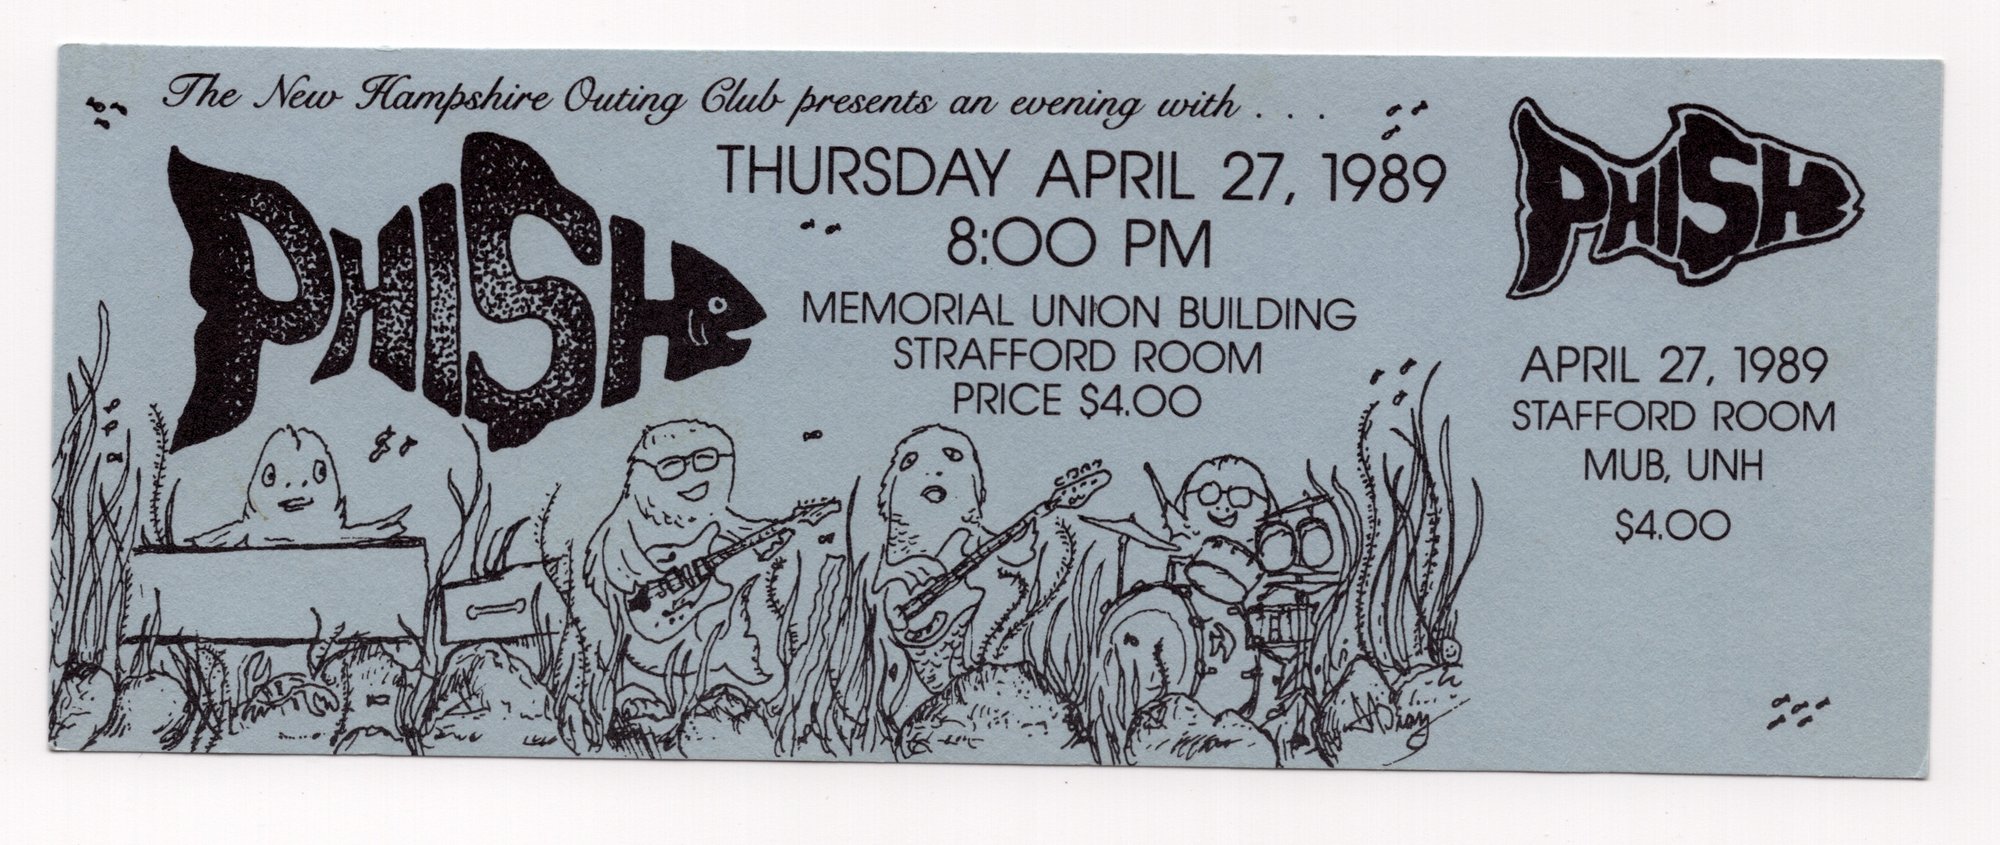 The New Hampshire Outing Club presents an evening with . . .
PHISH
THURSDAY APRIL 27, 1989
8:00 PM
MEMORIAL UNION BUILDING
STRAFFORD ROOM
PRICE $4.00
PHISH
APRIL 27, 1989
STAFFORD ROOM
MUB, UNH
$4.00